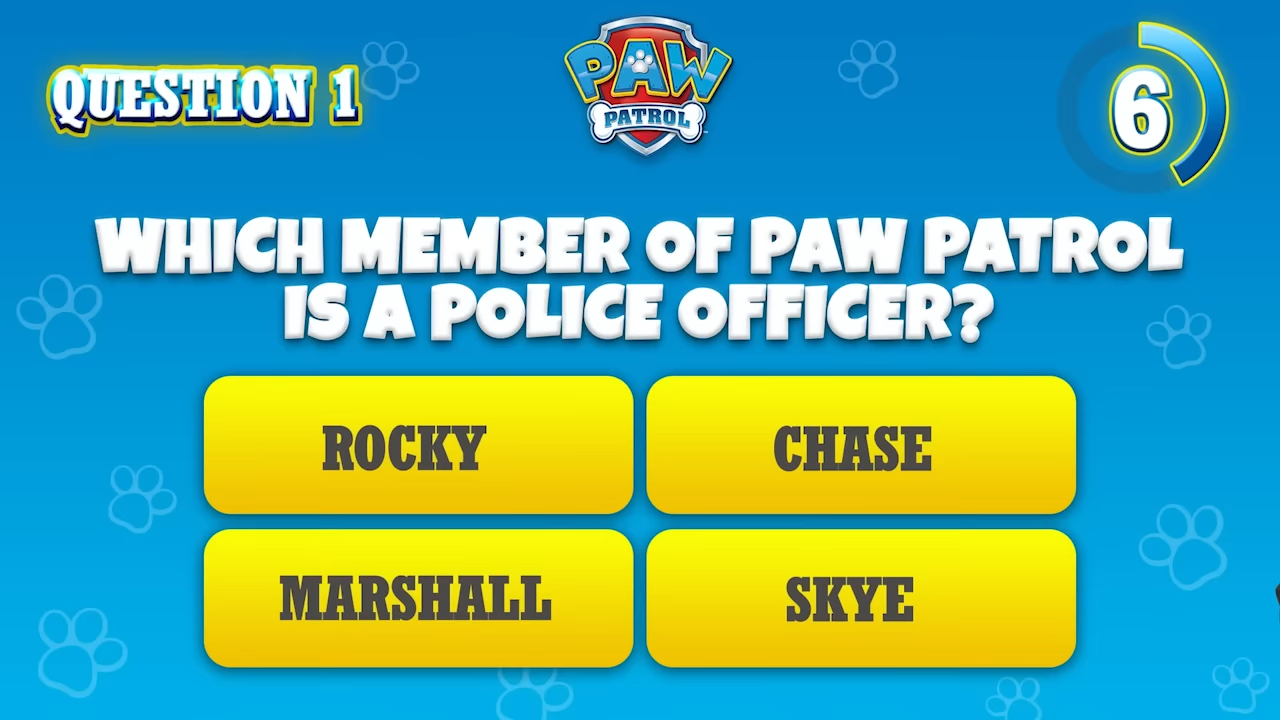 QUESTION 1
PAW
PATROL
6
WHICH MEMBER OF PAW PATROL
IS A POLICE OFFICER?
ROCKY
CHASE
MARSHALL
SKYE